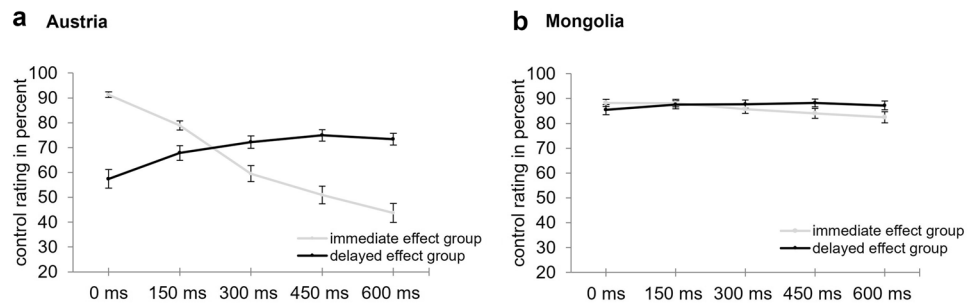 a Austria
control rating in percent
100
90
80
70
60
50
40
30
20
immediate effect group
delayed effect group
0 ms 150 ms 300 ms 450 ms 600 ms
b Mongolia
control rating in percent
100
90
80
70
60
50
40
30
20
immediate effect group
delayed effect group
0 ms 150 ms 300 ms 450 ms 600 ms